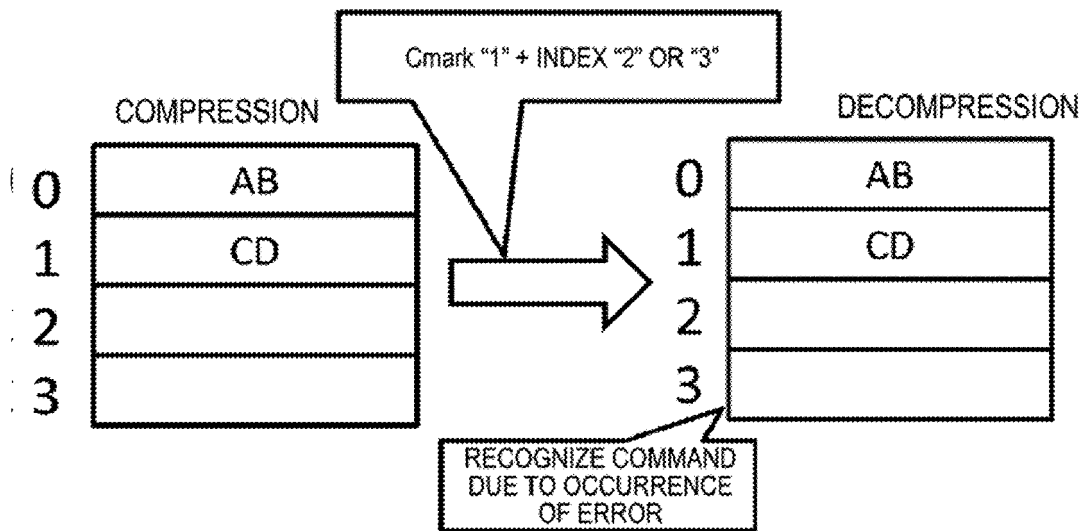 Cmark “1” + INDEX “2” OR “3”
COMPRESSION
DECOMPRESSION
0 AB
1 CD
2
3
0 AB
1 CD
2
3
RECOGNIZE COMMAND
DUE TO OCCURRENCE
OF ERROR